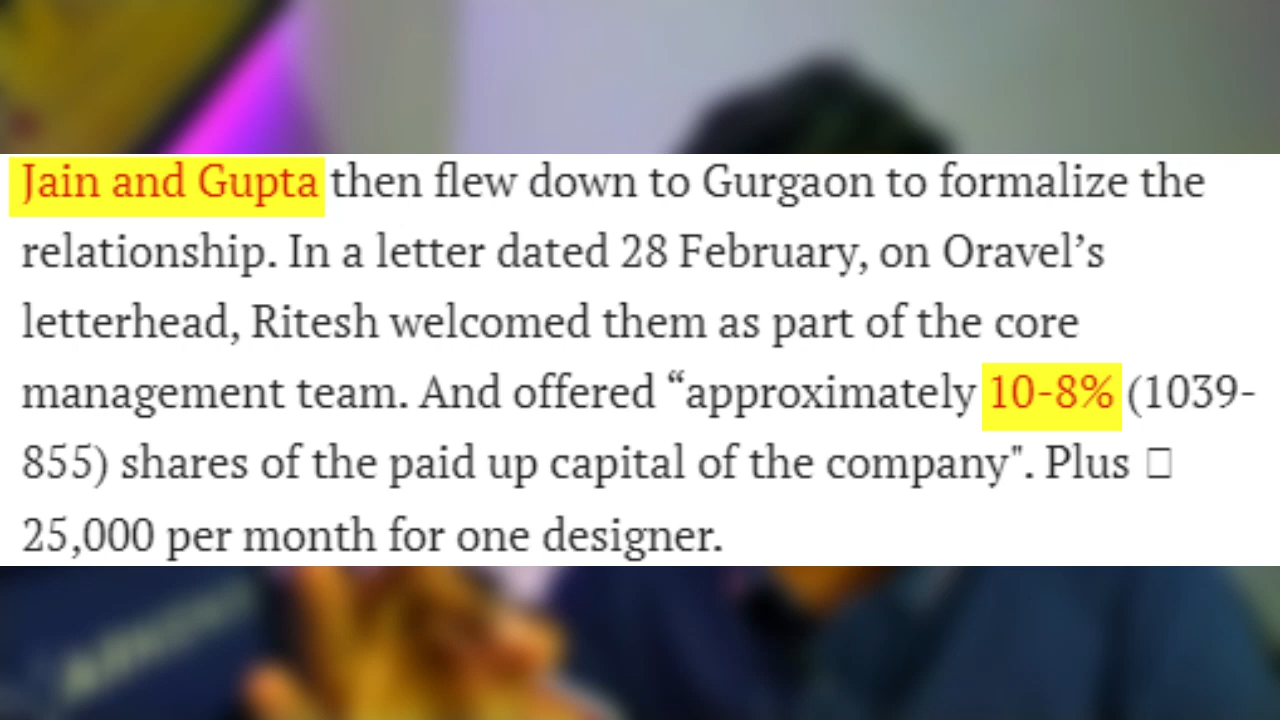 Jain and Gupta then flew down to Gurgaon to formalize the
relationship. In a letter dated 28 February, on Oravel’s
letterhead, Ritesh welcomed them as part of the core
management team. And offered “approximately 10-8% (1039-
855) shares of the paid up capital of the company". Plus □
25,000 per month for one designer.